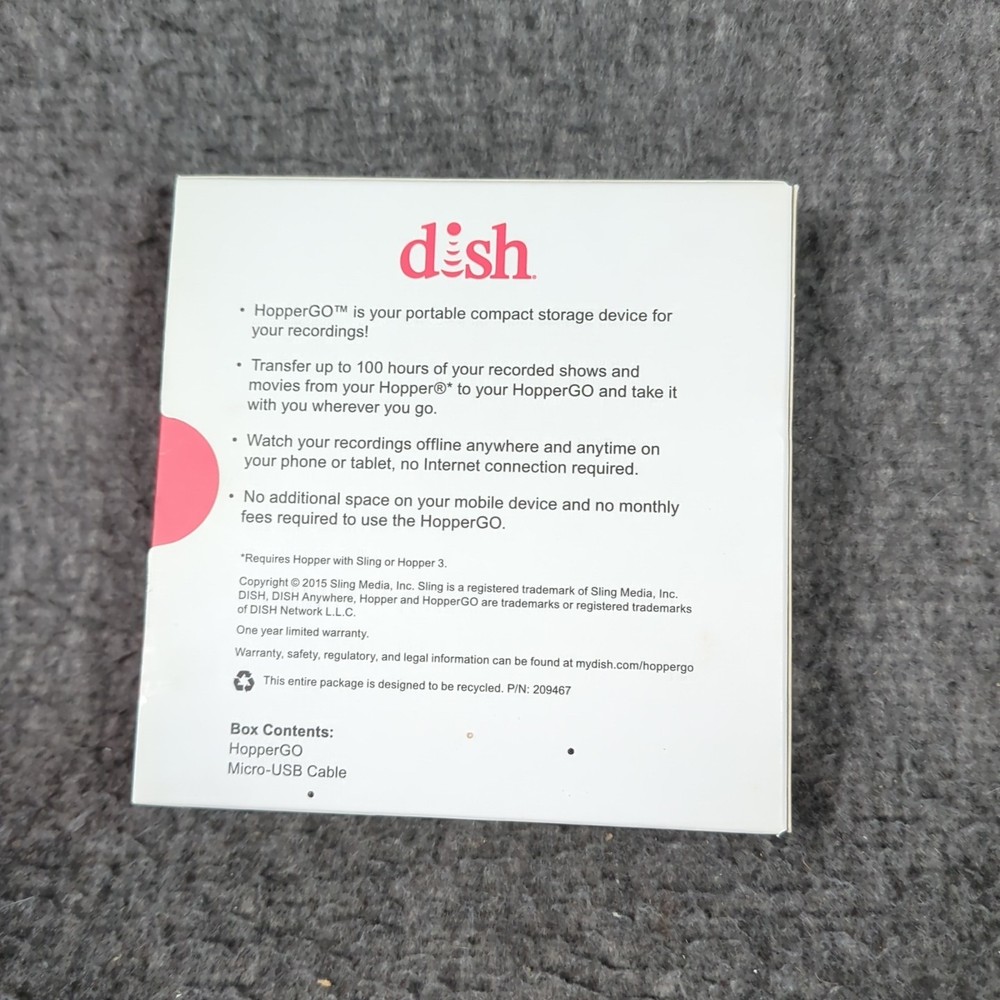 dish
• HopperGO™ is your portable compact storage device for
your recordings!
• Transfer up to 100 hours of your recorded shows and
movies from your Hopper®* to your HopperGO and take it
with you wherever you go.
• Watch your recordings offline anywhere and anytime on
your phone or tablet, no Internet connection required.
• No additional space on your mobile device and no monthly
fees required to use the HopperGO.
*Requires Hopper with Sling or Hopper 3.
Copyright © 2015 Sling Media, Inc. Sling is a registered trademark of Sling Media, Inc.
DISH, DISH Anywhere, Hopper and HopperGO are trademarks or registered trademarks
of DISH Network L.L.C.
One year limited warranty.
Warranty, safety, regulatory, and legal information can be found at mydish.com/hoppergo
This entire package is designed to be recycled. P/N: 209467
Box Contents:
HopperGO
Micro-USB Cable